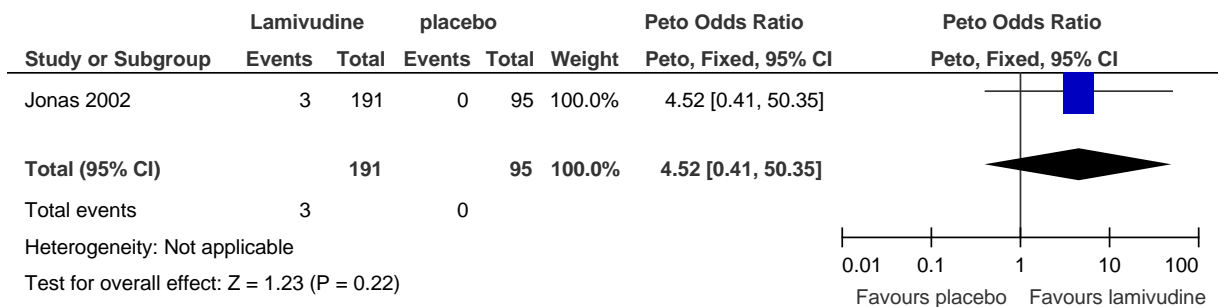 Lamivudine placebo Peto Odds Ratio Peto Odds Ratio
Study or Subgroup Events Total Events Total Weight Peto, Fixed, 95% CI Peto, Fixed, 95% CI
Jonas 2002 3 191 0 95 100.0% 4.52 [0.41, 50.35]
Total (95% CI) 191 95 100.0% 4.52 [0.41, 50.35]
Total events 3 0
Heterogeneity: Not applicable
Test for overall effect: Z = 1.23 (P = 0.22)
0.01 0.1 1 10 100
Favours placebo Favours lamivudine